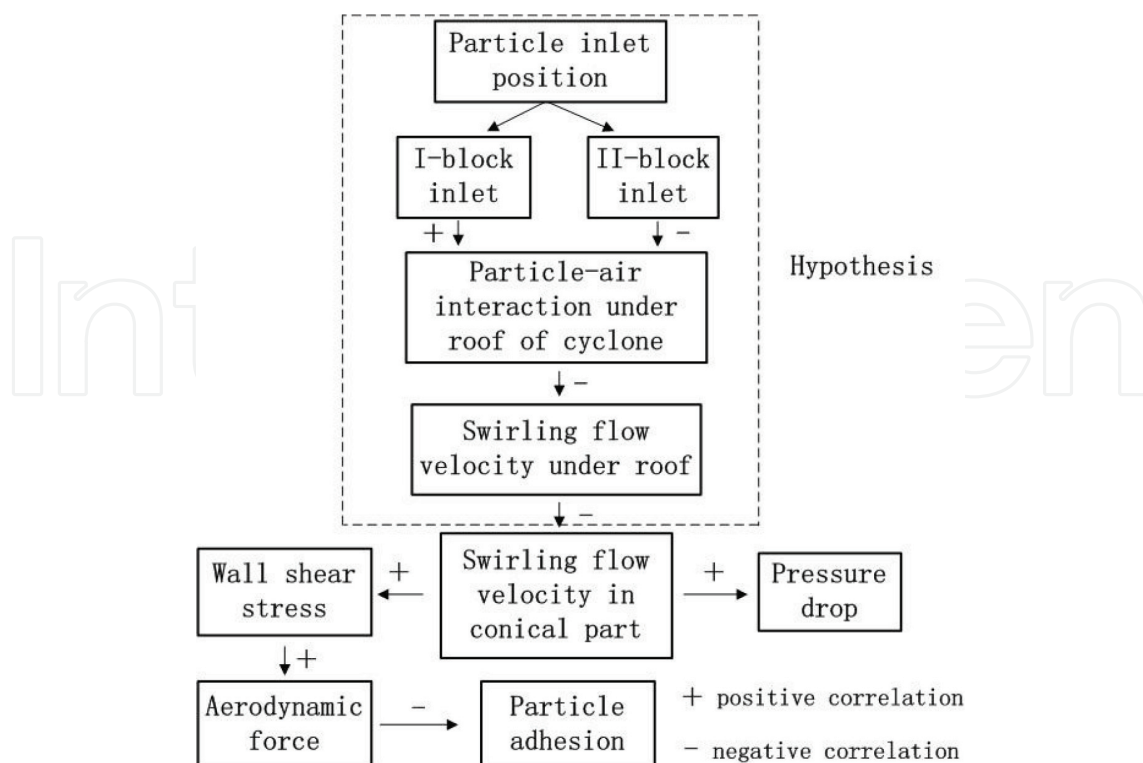 Particle inlet
position
I-block
inlet
II-block
inlet
+
-
Particle-air
interaction under
roof of cyclone
Hypothesis
-
Swirling flow
velocity under roof
-
Wall shear
stress
+
Swirling flow
velocity in
conical part
+
Pressure
drop
+
Aerodynamic
force
-
Particle
adhesion
+ positive correlation
- negative correlation